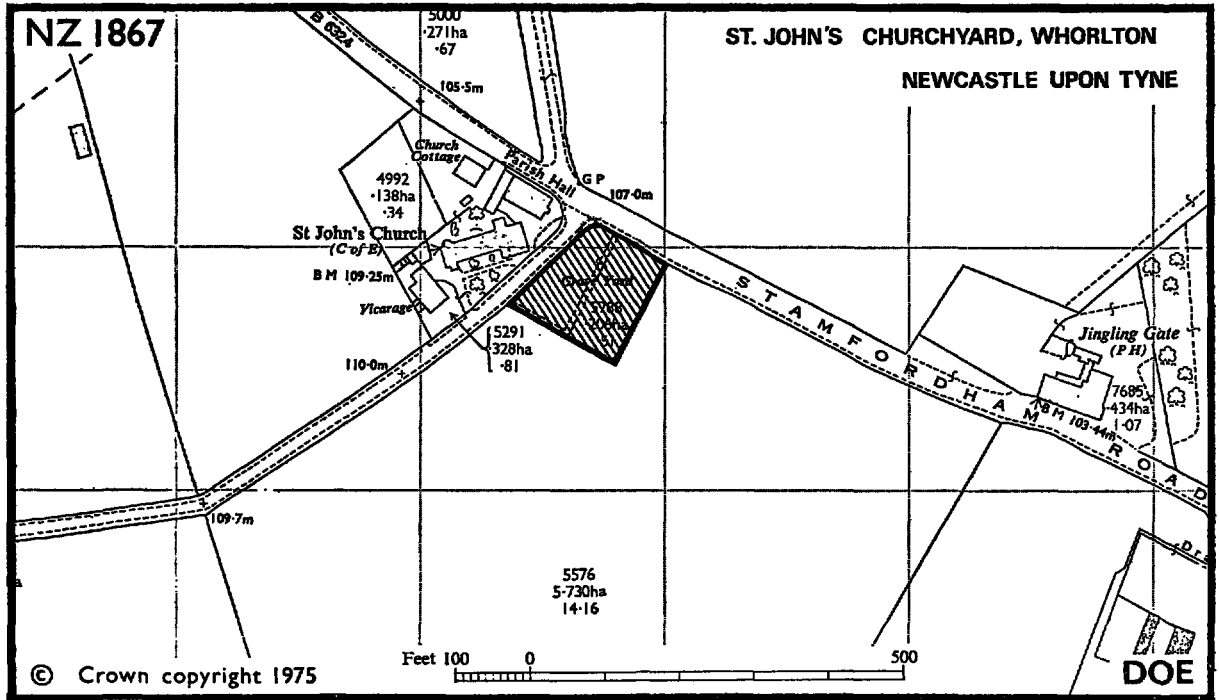 NZ 1867
ST. JOHN'S CHURCHYARD, WHORLTON
NEWCASTLE UPON TYNE
B 6324
5000
·271ha
·67
105·5m
Church
Cottage
Parish Hall
G P
107·0m
4992
·138ha
·34
St John's Church
(C of E)
B M 109·25m
Vicarage
Grave Yard
5291
·328ha
·81
110·0m
109·7m
STAMFORDHAM ROAD
Jingling Gate
(P H)
7685
·434ha
1·07
B M 103·44m
5576
5·730ha
14·16
Feet 100 0 500
© Crown copyright 1975
DOE